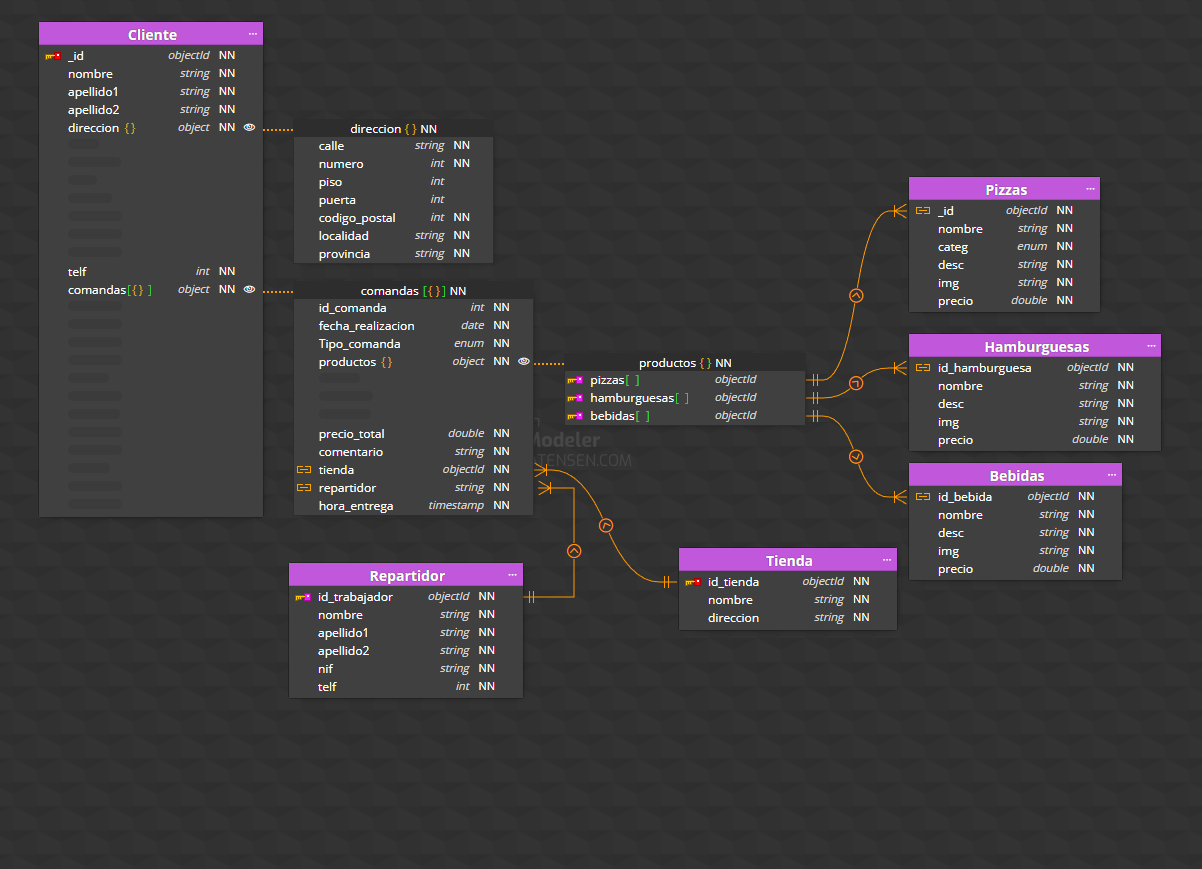 Cliente ...
_id objectId NN
nombre string NN
apellido1 string NN
apellido2 string NN
direccion {} object NN
telf int NN
comandas[{} ] object NN
direccion {} NN
calle string NN
numero int NN
piso int
puerta int
codigo_postal int NN
localidad string NN
provincia string NN
comandas [{}] NN
id_comanda int NN
fecha_realizacion date NN
Tipo_comanda enum NN
productos {} object NN
precio_total double NN
comentario string NN
tienda objectId NN
repartidor string NN
hora_entrega timestamp NN
productos {} NN
pizzas[ ] objectId
hamburguesas[ ] objectId
bebidas[ ] objectId
Modeler
Pizzas ...
_id objectId NN
nombre string NN
categ enum NN
desc string NN
img string NN
precio double NN
Hamburguesas ...
id_hamburguesa objectId NN
nombre string NN
desc string NN
img string NN
precio double NN
Bebidas ...
id_bebida objectId NN
nombre string NN
desc string NN
img string NN
precio double NN
Repartidor ...
id_trabajador objectId NN
nombre string NN
apellido1 string NN
apellido2 string NN
nif string NN
telf int NN
Tienda ...
id_tienda objectId NN
nombre string NN
direccion string NN